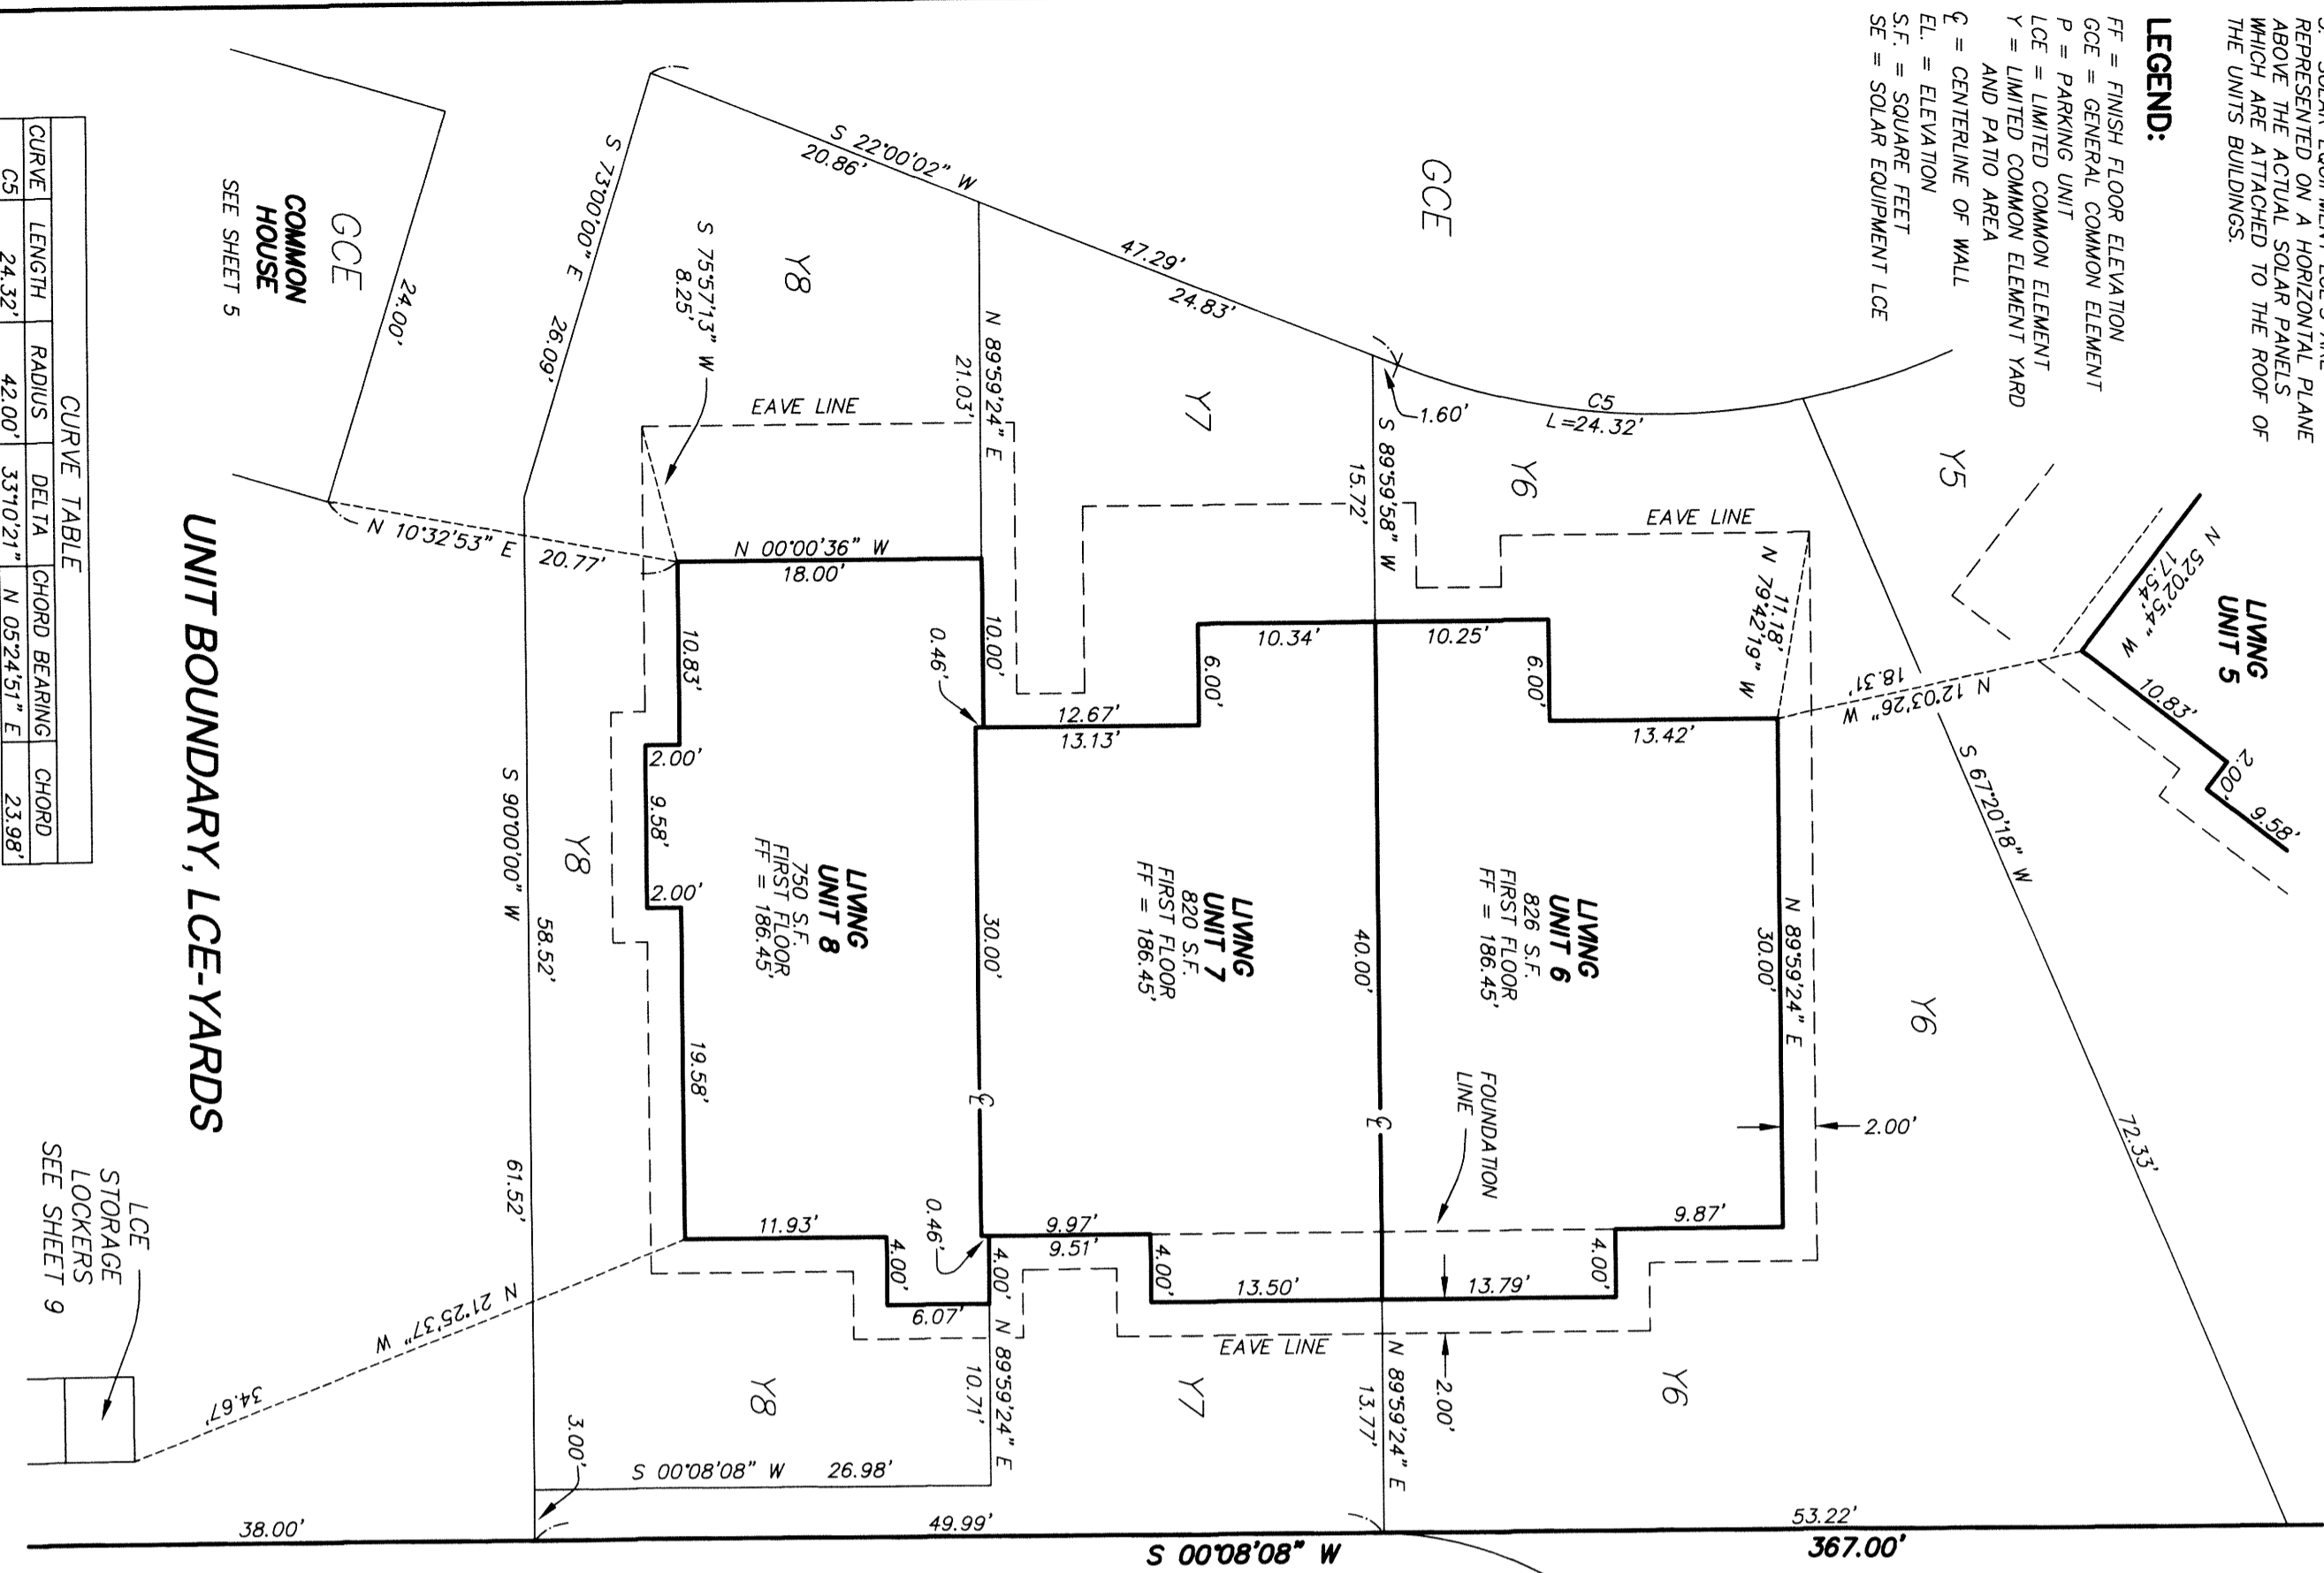 REPRESENTED ON A HORIZONTAL PLANE
ABOVE THE ACTUAL SOLAR PANELS
WHICH ARE ATTACHED TO THE ROOF OF
THE UNITS BUILDINGS.
LEGEND:
FF = FINISH FLOOR ELEVATION
GCE = GENERAL COMMON ELEMENT
P = PARKING UNIT
LCE = LIMITED COMMON ELEMENT
Y = LIMITED COMMON ELEMENT YARD
AND PATIO AREA
℄ = CENTERLINE OF WALL
EL. = ELEVATION
S.F. = SQUARE FEET
SE = SOLAR EQUIPMENT LCE
GCE
S 22°00'02" W
20.86'
47.29'
24.83'
1.60'
C5
L=24.32'
Y5
LIVING
UNIT 5
N 52°02'54" W
17.54'
10.83'
2.00'
9.58'
N 12°03'26" W
18.31'
S 67°20'18" W
72.33'
S 73°00'00" E
26.09'
S 75°57'13" W
8.25'
Y8
EAVE LINE
N 89°59'24" E
21.03'
Y7
S 89°59'58" W
15.72'
Y6
EAVE LINE
11.18'
N 79°42'19" W
GCE
COMMON
HOUSE
SEE SHEET 5
24.00'
N 10°32'53" E
20.77'
N 00°00'36" W
18.00'
10.00'
0.46'
10.83'
2.00'
9.58'
2.00'
19.58'
12.67'
13.13'
6.00'
10.34'
10.25'
6.00'
13.42'
N 89°59'24" E
30.00'
Y6
2.00'
LIVING
UNIT 8
750 S.F.
FIRST FLOOR
FF = 186.45'
30.00'
℄
LIVING
UNIT 7
820 S.F.
FIRST FLOOR
FF = 186.45'
40.00'
℄
LIVING
UNIT 6
826 S.F.
FIRST FLOOR
FF = 186.45'
FOUNDATION
LINE
Y8
S 90°00'00" W
58.52'
61.52'
11.93'
4.00'
6.07'
0.46'
4.00'
9.97'
9.51'
4.00'
13.50'
13.79'
4.00'
9.87'
EAVE LINE
2.00'
Y8
N 89°59'24" E
10.71'
Y7
N 89°59'24" E
13.77'
Y6
S 00°08'08" W 26.98'
3.00'
N 21°25'37" W
34.67'
LCE
STORAGE
LOCKERS
SEE SHEET 9
38.00'
49.99'
53.22'
S 00°08'08" W
367.00'
UNIT BOUNDARY, LCE-YARDS
CURVE TABLE
CURVE LENGTH RADIUS DELTA CHORD BEARING CHORD
C5 24.32' 42.00' 33°10'21" N 05°24'51" E 23.98'